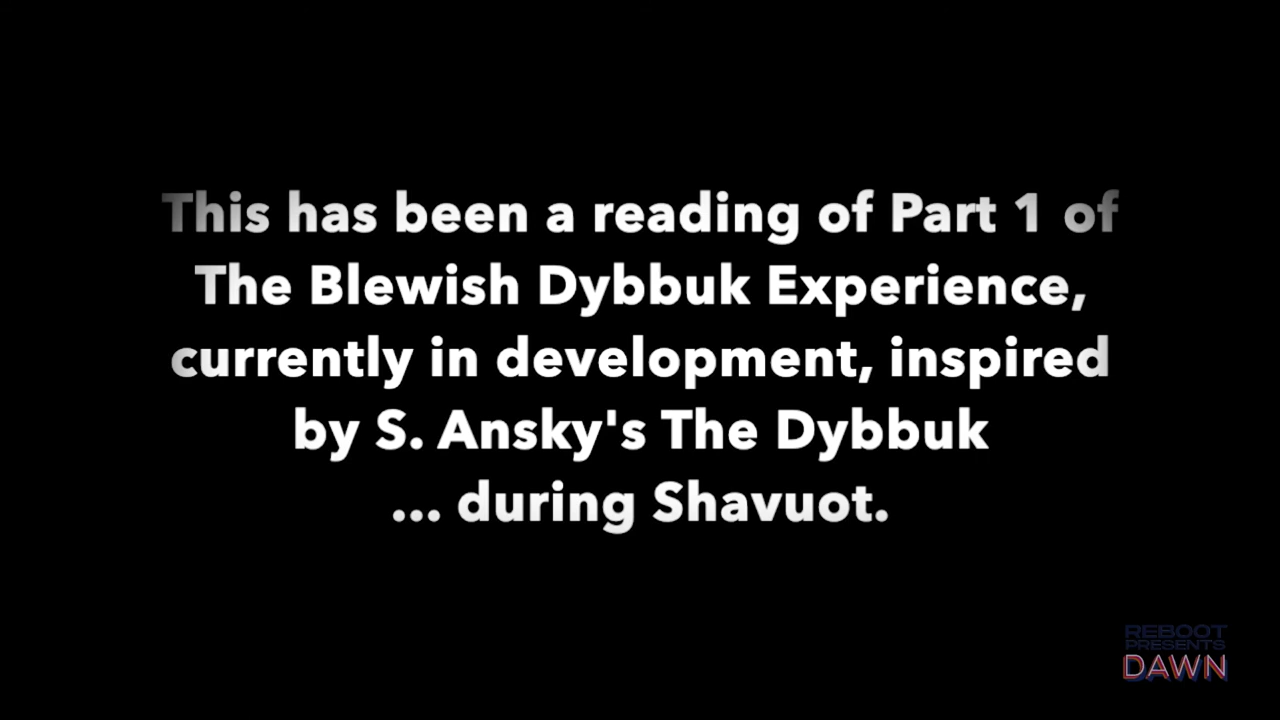 This has been a reading of Part 1 of
The Blewish Dybbuk Experience,
currently in development, inspired
by S. Ansky's The Dybbuk
... during Shavuot.
REBOOT
PRESENTS
DAWN